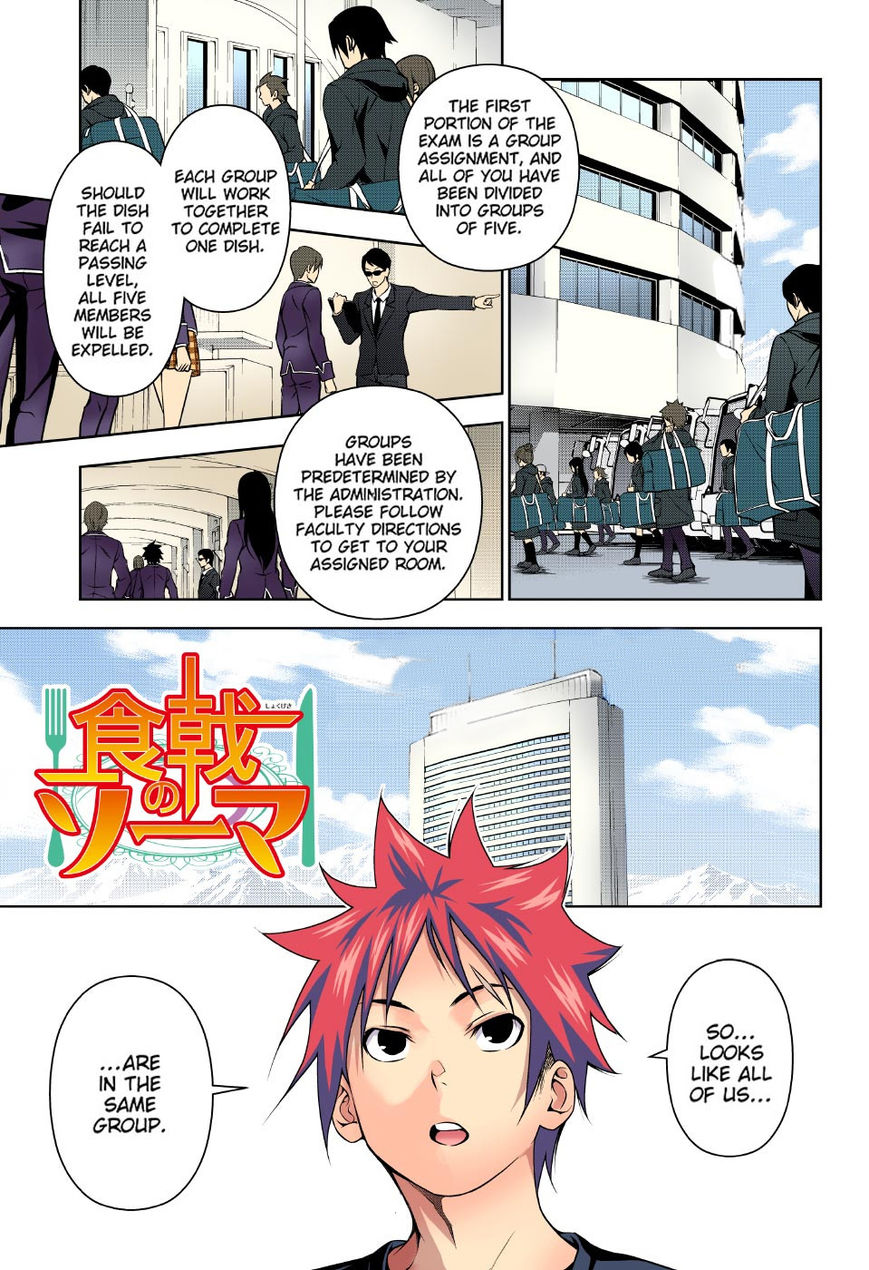 THE FIRST
PORTION OF THE
EXAM IS A GROUP
ASSIGNMENT, AND
ALL OF YOU HAVE
BEEN DIVIDED
INTO GROUPS
OF FIVE.
EACH GROUP
WILL WORK
TOGETHER
TO COMPLETE
ONE DISH.
SHOULD
THE DISH
FAIL TO
REACH A
PASSING
LEVEL,
ALL FIVE
MEMBERS
WILL BE
EXPELLED.
GROUPS
HAVE BEEN
PREDETERMINED BY
THE ADMINISTRATION.
PLEASE FOLLOW
FACULTY DIRECTIONS
TO GET TO YOUR
ASSIGNED ROOM.
しょくげき
食戟の
ソーマ
SO...
LOOKS
LIKE ALL
OF US...
...ARE
IN THE
SAME
GROUP.